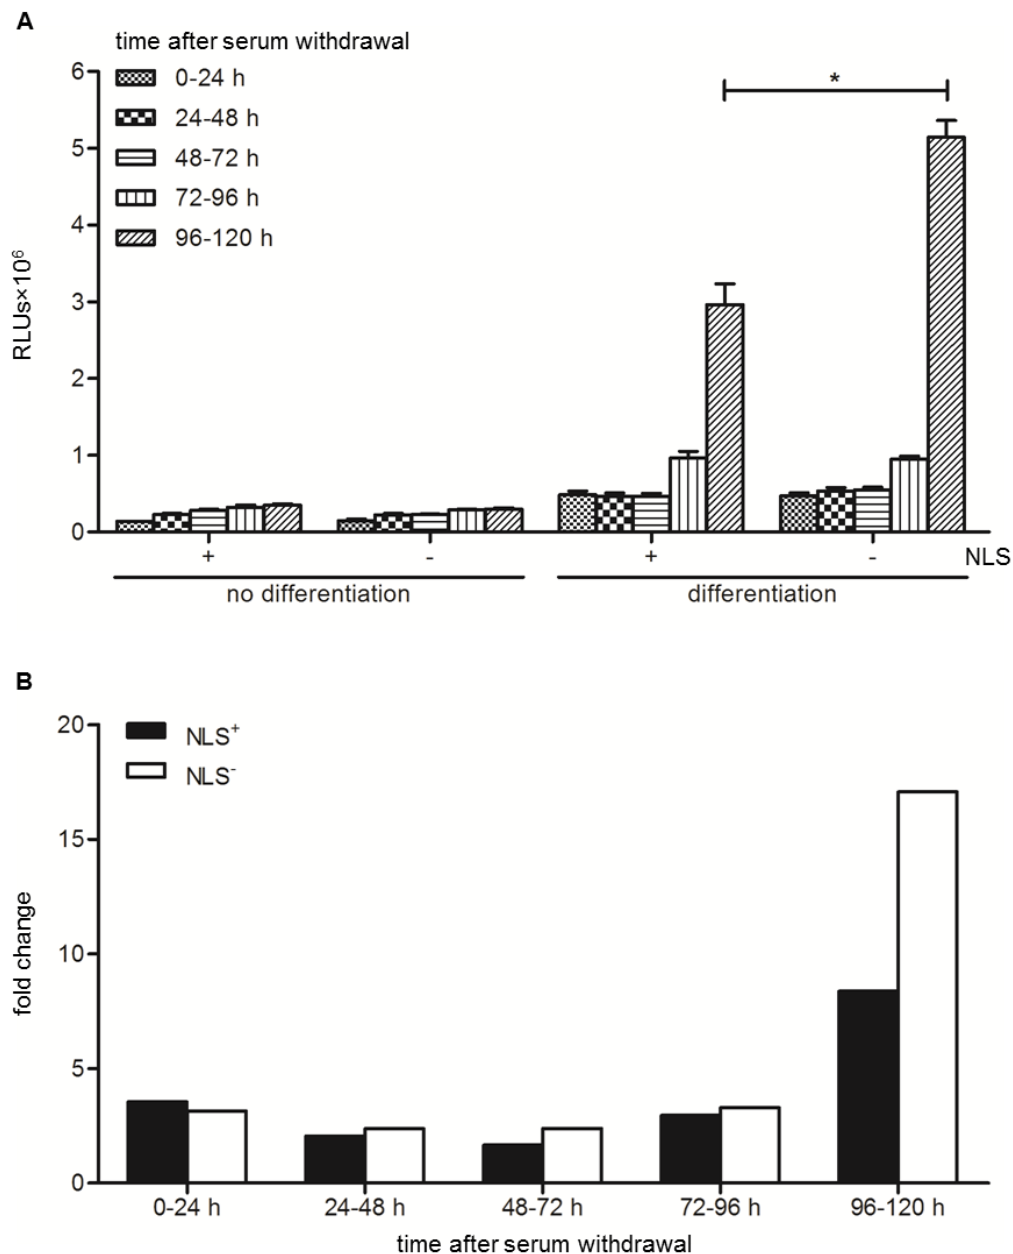 A
time after serum withdrawal
0-24 h
24-48 h
48-72 h
72-96 h
96-120 h
RLUs×10⁶
6
5
4
3
2
1
0
*
+ - + - NLS
no differentiation differentiation
B
NLS⁺
NLS⁻
fold change
20
15
10
5
0
0-24 h 24-48 h 48-72 h 72-96 h 96-120 h
time after serum withdrawal